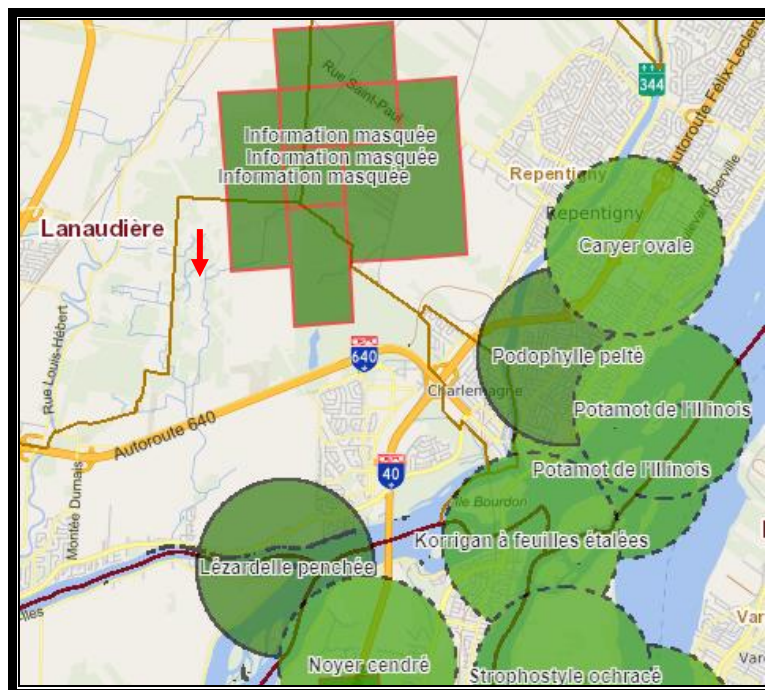 Rue Saint-Paul
344
Autoroute Félix-Leclerc
Information masquée
Information masquée
Information masquée
Repentigny
Repentigny
Lanaudière
Caryer ovale
Rue Louis-Hébert
640
Podophylle pelté
Charlemagne
Potamot de l'Illinois
Autoroute 640
40
Potamot de l'Illinois
Montée Dumais
Île Bourdon
Korrigan à feuilles étalées
Lézardelle penchée
Noyer cendré
Strophostyle ochracé